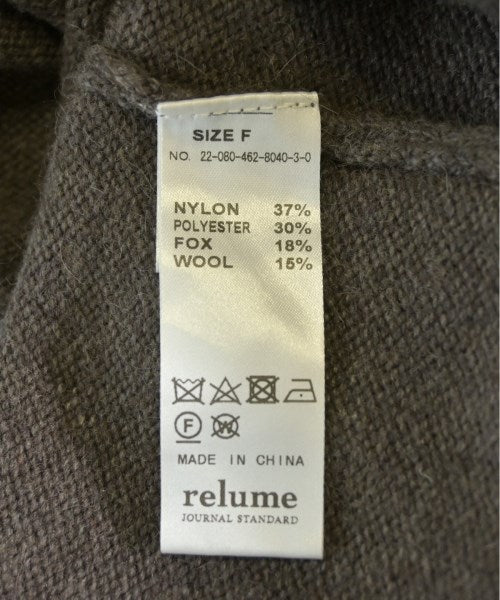 SIZE F
NO. 22-080-462-8040-3-0
NYLON 37%
POLYESTER 30%
FOX 18%
WOOL 15%
F
W
MADE IN CHINA
relume
JOURNAL STANDARD